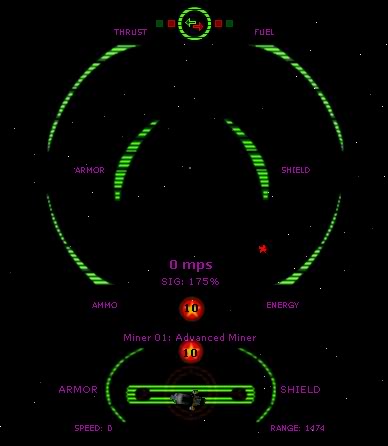 THRUST FUEL
ARMOR SHIELD
0 mps
SIG: 175%
AMMO ENERGY
10
Miner 01: Advanced Miner
10
ARMOR SHIELD
SPEED: 0 RANGE: 1474